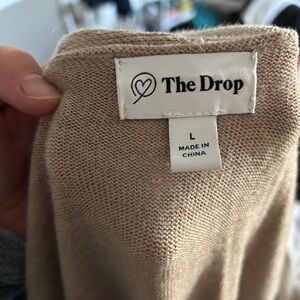 The Drop
L
MADE IN
CHINA